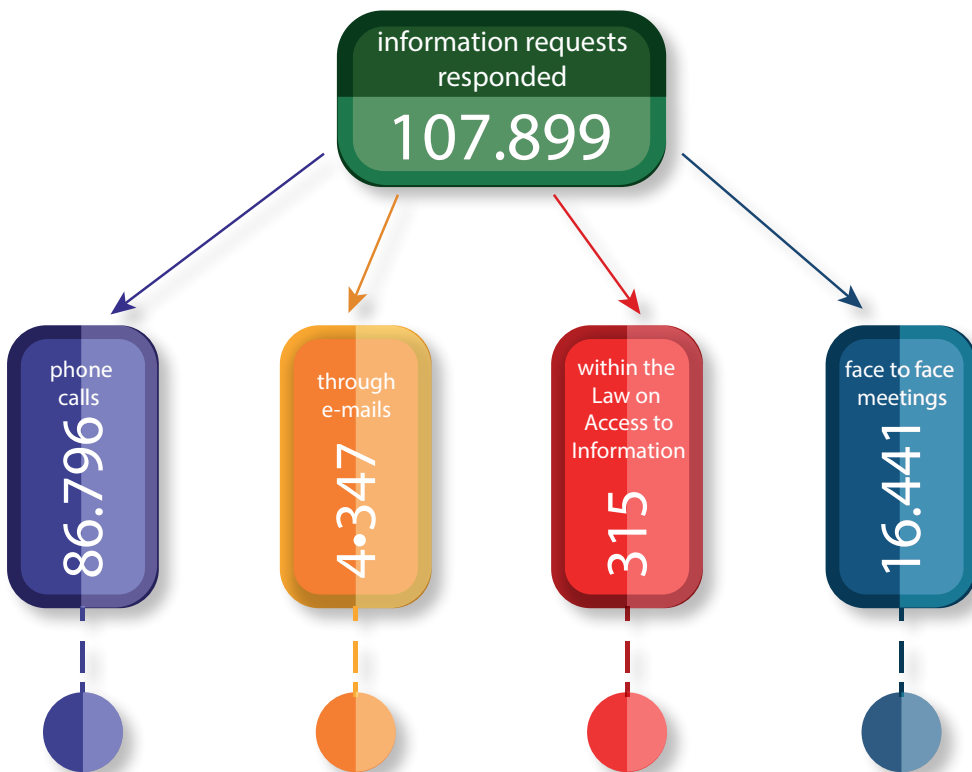 information requests
responded
107.899
phone
calls
86.796
through
e-mails
4•347
within the
Law on
Access to
Information
315
face to face
meetings
16.441